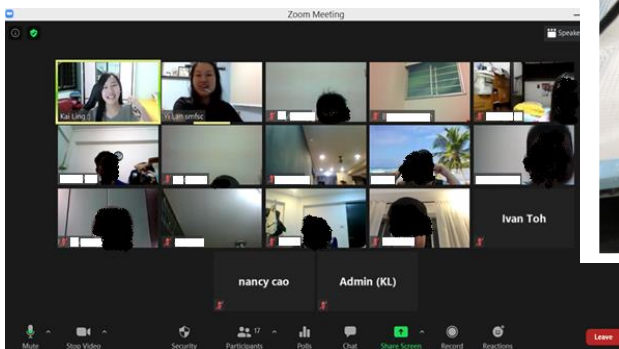 Zoom Meeting
Speake
Kai Ling :)
Yi Lan smfsc
Ivan Toh
nancy cao
Admin (KL)
Mute
Stop Video
Security
17
Participants
Polls
Chat
Share Screen
Record
Reactions
Leave